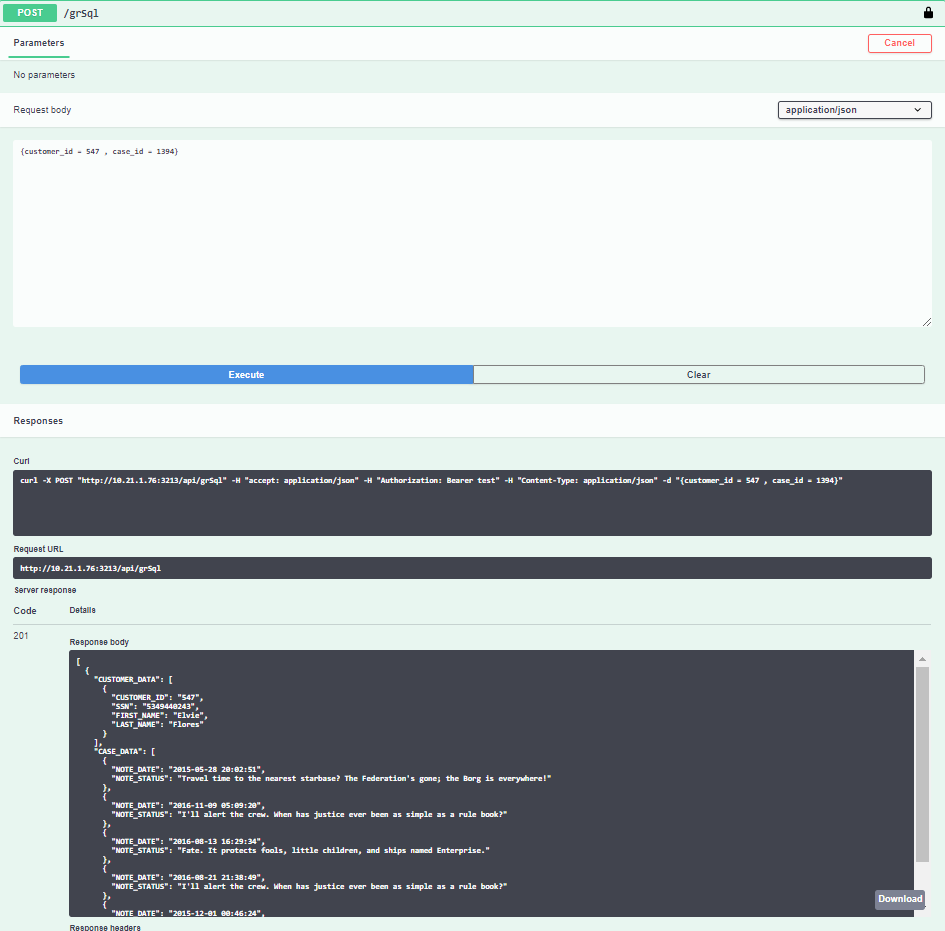 POST /grSql
Parameters Cancel
No parameters
Request body application/json
{customer_id = 547 , case_id = 1394}
Execute Clear
Responses
Curl
curl -X POST "http://10.21.1.76:3213/api/grSql" -H "accept: application/json" -H "Authorization: Bearer test" -H "Content-Type: application/json" -d "{customer_id = 547 , case_id = 1394}"
Request URL
http://10.21.1.76:3213/api/grSql
Server response
Code Details
201
Response body
[
{
"CUSTOMER_DATA": [
{
"CUSTOMER_ID": "547",
"SSN": "5349440243",
"FIRST_NAME": "Elvie",
"LAST_NAME": "Flores"
}
],
"CASE_DATA": [
{
"NOTE_DATE": "2015-05-28 20:02:51",
"NOTE_STATUS": "Travel time to the nearest starbase? The Federation's gone; the Borg is everywhere!"
},
{
"NOTE_DATE": "2016-11-09 05:09:20",
"NOTE_STATUS": "I'll alert the crew. When has justice ever been as simple as a rule book?"
},
{
"NOTE_DATE": "2016-08-13 16:29:34",
"NOTE_STATUS": "Fate. It protects fools, little children, and ships named Enterprise."
},
{
"NOTE_DATE": "2016-08-21 21:38:49",
"NOTE_STATUS": "I'll alert the crew. When has justice ever been as simple as a rule book?"
},
{
"NOTE_DATE": "2015-12-01 00:46:24",
Download
Response headers